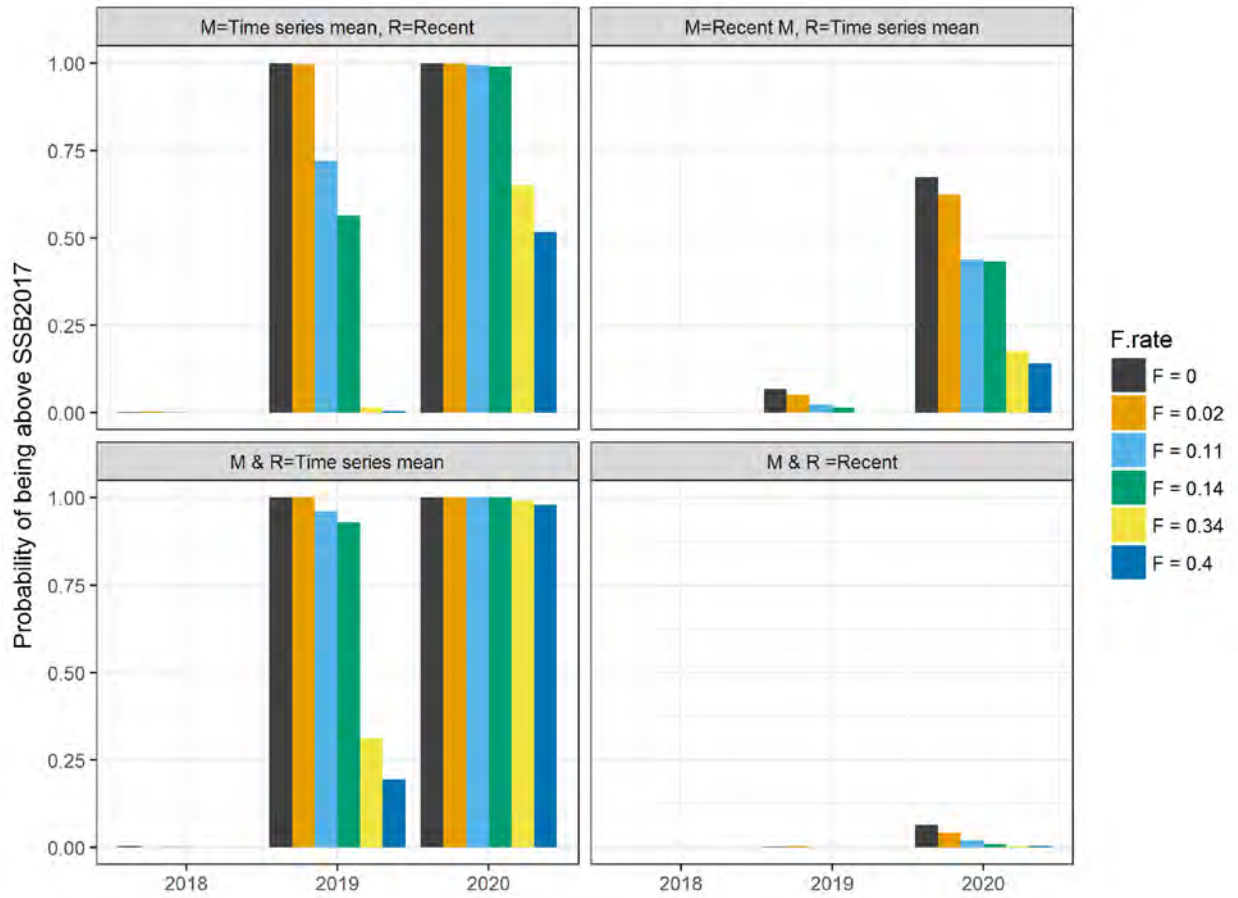 M=Time series mean, R=Recent
M=Recent M, R=Time series mean
1.00
0.75
0.50
0.25
0.00
M & R=Time series mean
M & R =Recent
1.00
0.75
0.50
0.25
0.00
2018
2019
2020
2018
2019
2020
Probability of being above SSB2017
F.rate
F = 0
F = 0.02
F = 0.11
F = 0.14
F = 0.34
F = 0.4